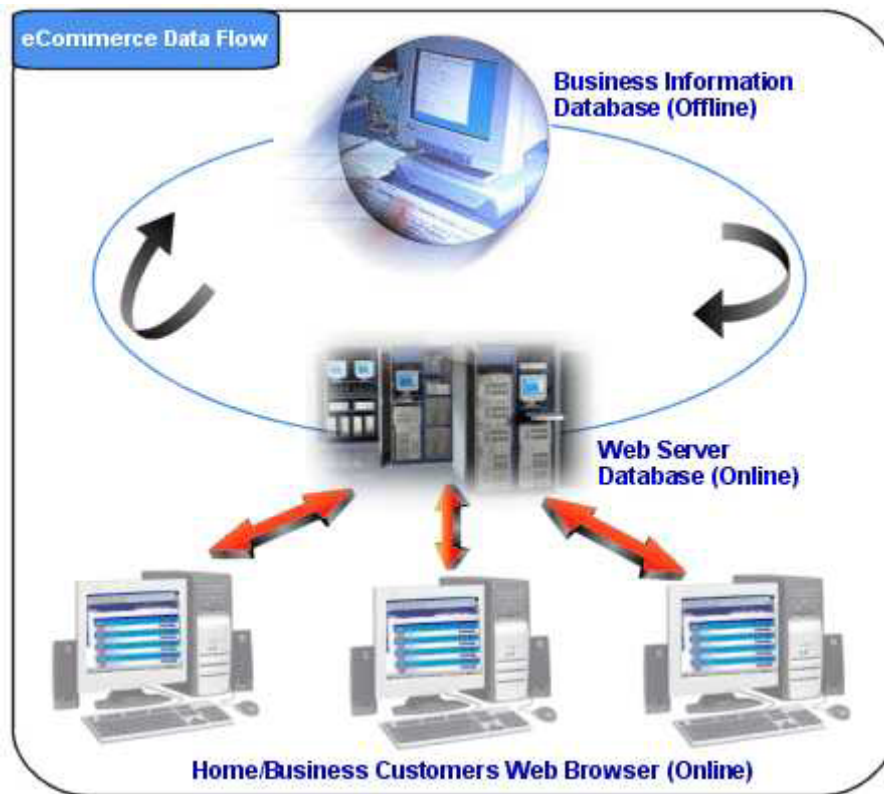 eCommerce Data Flow
Business Information
Database (Offline)
Web Server
Database (Online)
Home/Business Customers Web Browser (Online)